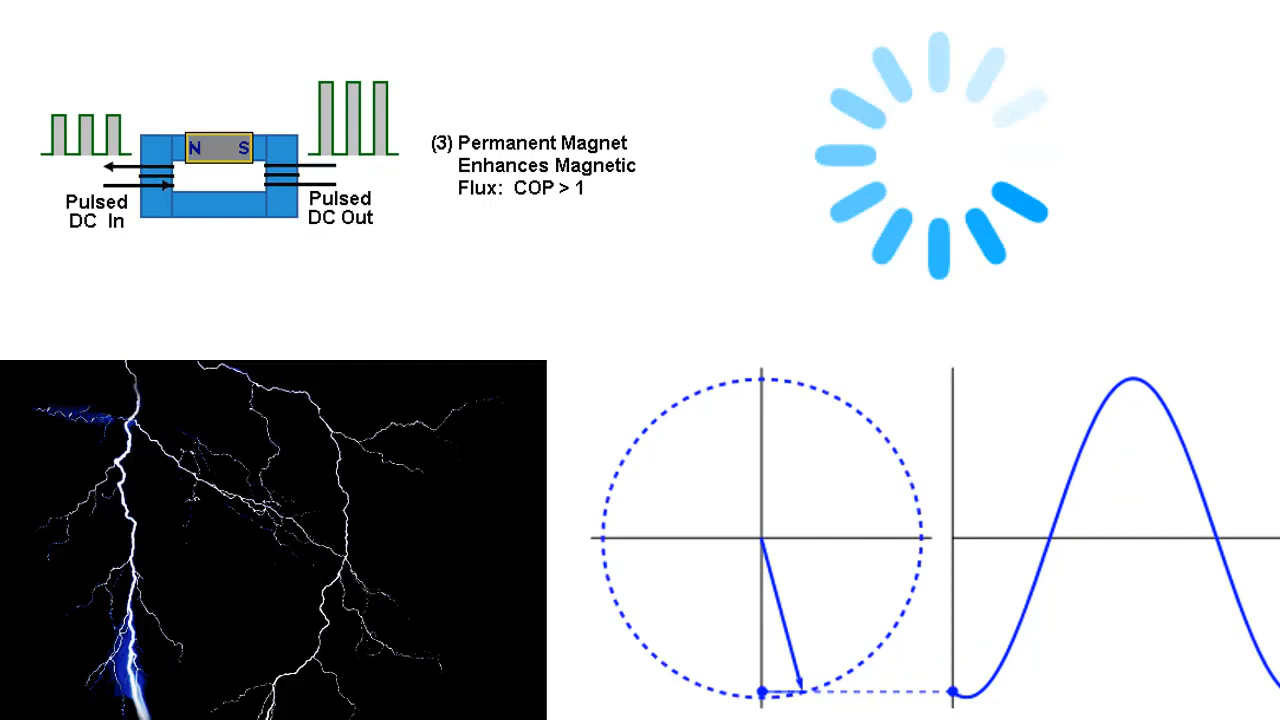 N S
(3) Permanent Magnet
Enhances Magnetic
Flux: COP > 1
Pulsed
DC In
Pulsed
DC Out